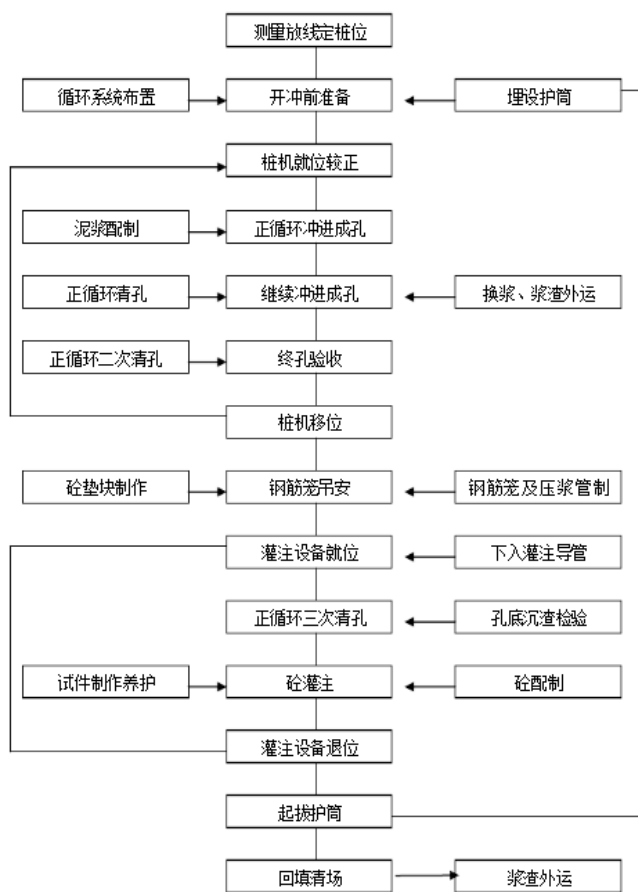 测量放线定桩位
循环系统布置
开冲前准备
埋设护筒
桩机就位较正
泥浆配制
正循环冲进成孔
正循环清孔
继续冲进成孔
换浆、浆渣外运
正循环二次清孔
终孔验收
桩机移位
砼垫块制作
钢筋笼吊安
钢筋笼及压浆管制
灌注设备就位
下入灌注导管
正循环三次清孔
孔底沉渣检验
试件制作养护
砼灌注
砼配制
灌注设备退位
起拔护筒
回填清场
浆渣外运